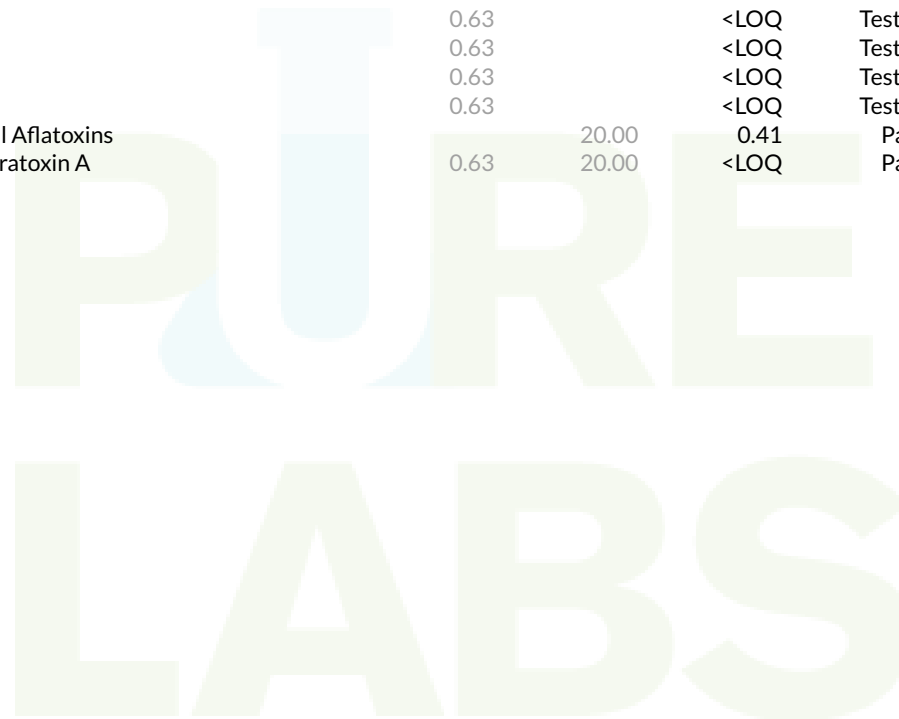 0.63 <LOQ Test
0.63 <LOQ Test
0.63 <LOQ Test
0.63 <LOQ Test
l Aflatoxins 20.00 0.41 Pa
ratoxin A 0.63 20.00 <LOQ Pa
PURE
LABS